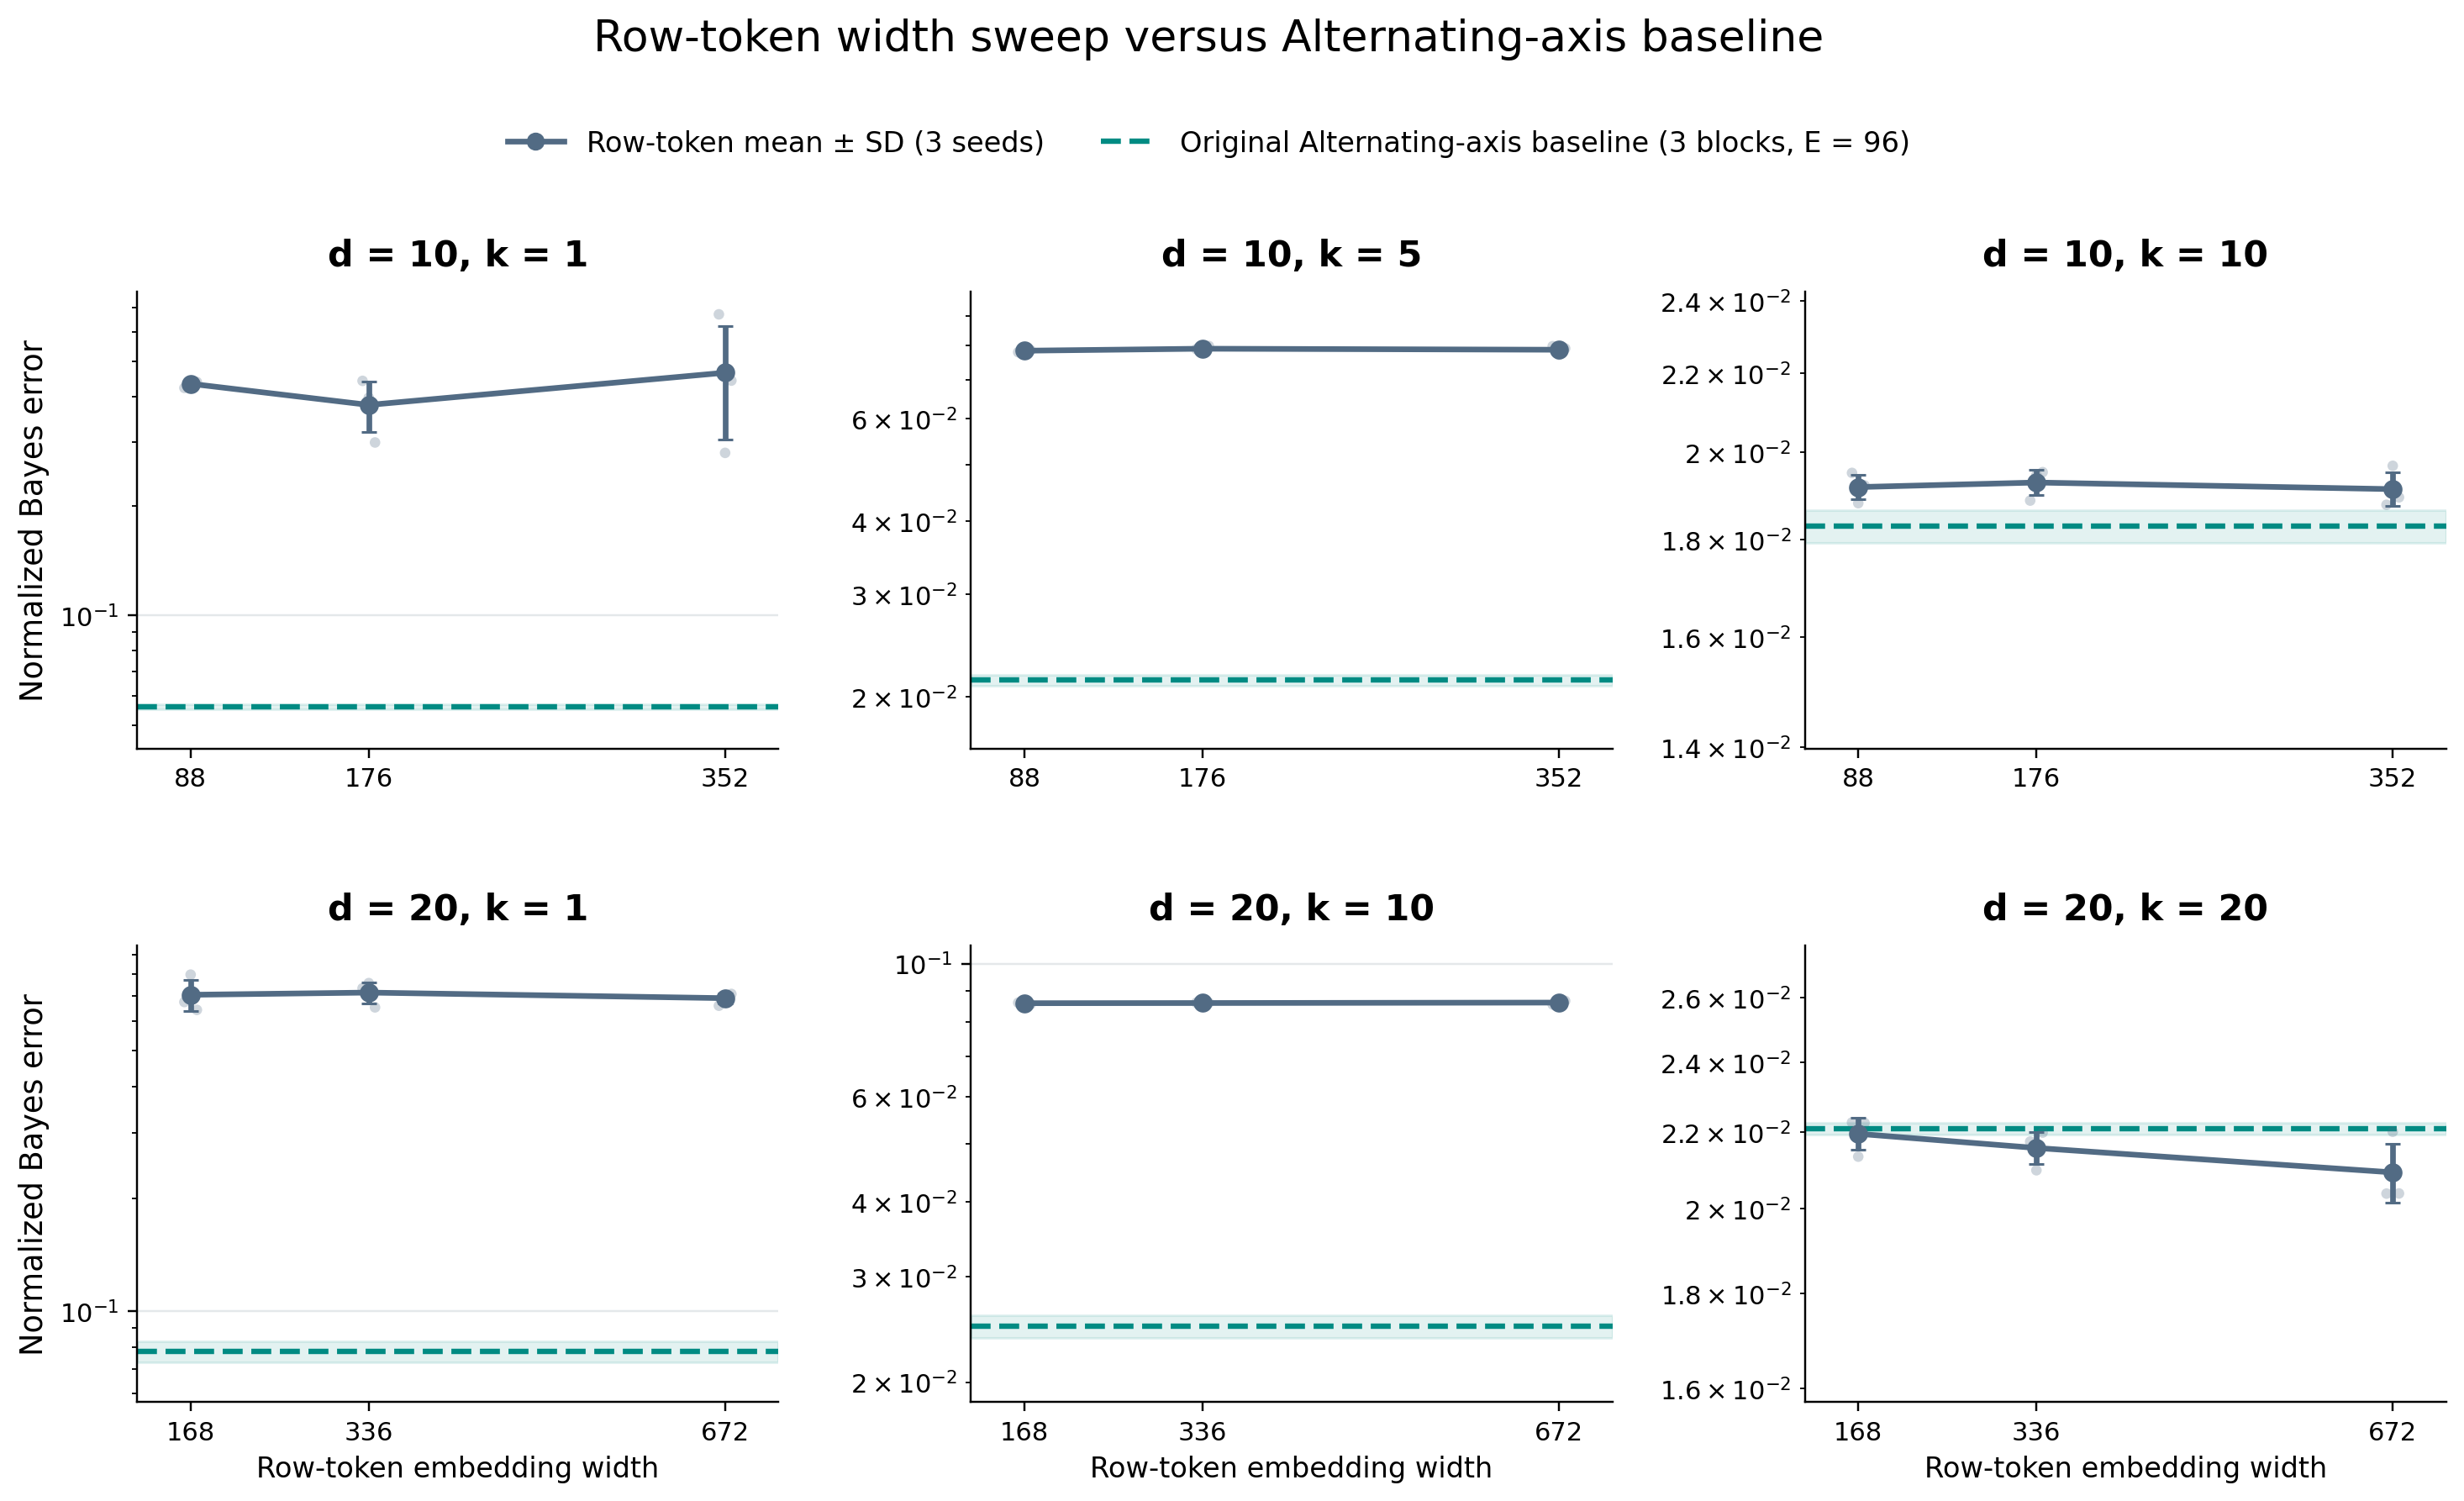 Row-token width sweep versus Alternating-axis baseline
Row-token mean ± SD (3 seeds)
Original Alternating-axis baseline (3 blocks, E = 96)
d = 10, k = 1
Normalized Bayes error
10⁻¹
88 176 352
d = 10, k = 5
6 × 10⁻²
4 × 10⁻²
3 × 10⁻²
2 × 10⁻²
88 176 352
d = 10, k = 10
2.4 × 10⁻²
2.2 × 10⁻²
2 × 10⁻²
1.8 × 10⁻²
1.6 × 10⁻²
1.4 × 10⁻²
88 176 352
d = 20, k = 1
Normalized Bayes error
10⁻¹
168 336 672
Row-token embedding width
d = 20, k = 10
10⁻¹
6 × 10⁻²
4 × 10⁻²
3 × 10⁻²
2 × 10⁻²
168 336 672
Row-token embedding width
d = 20, k = 20
2.6 × 10⁻²
2.4 × 10⁻²
2.2 × 10⁻²
2 × 10⁻²
1.8 × 10⁻²
1.6 × 10⁻²
168 336 672
Row-token embedding width